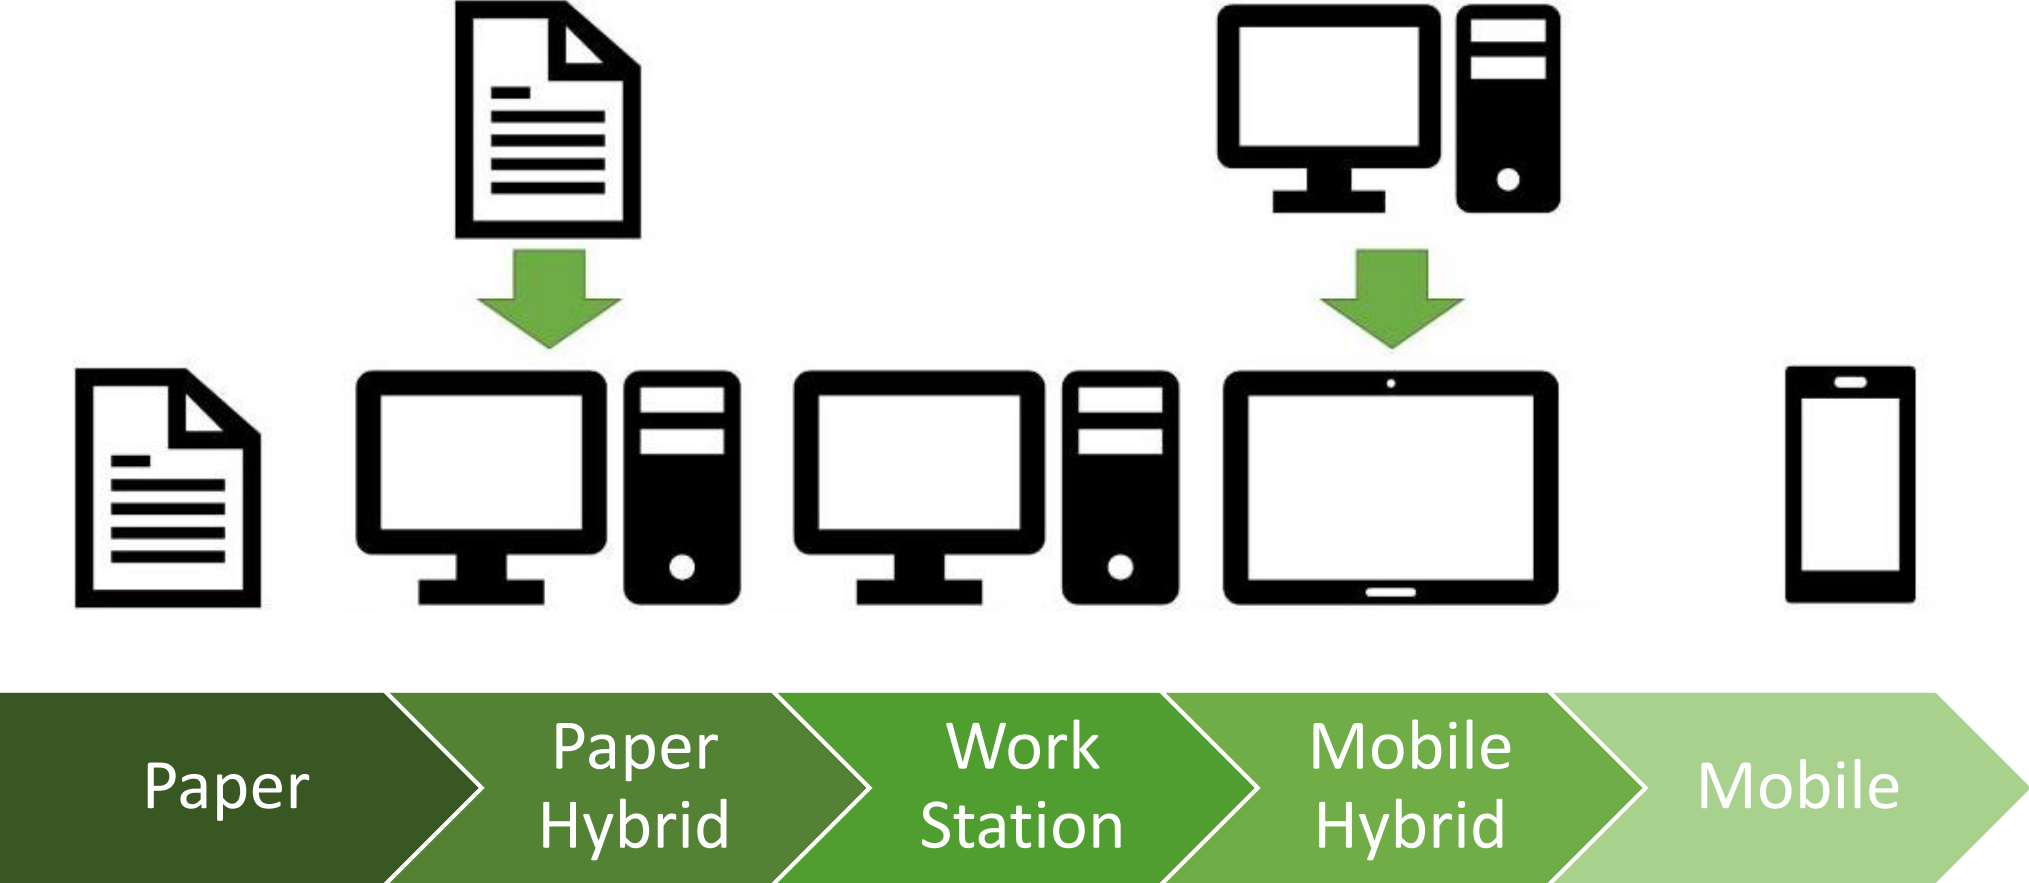 Paper
Paper
Hybrid
Work
Station
Mobile
Hybrid
Mobile